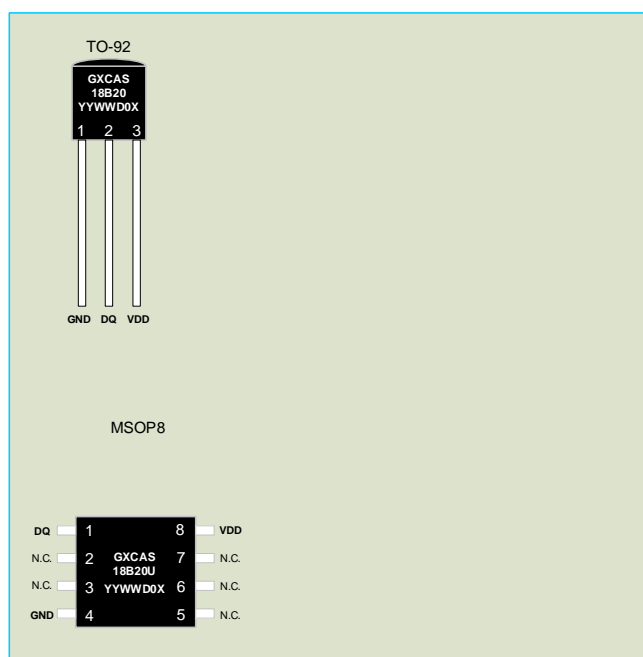 TO-92
GXCAS
18B20
YYWWD0X
1 2 3
GND DQ VDD
MSOP8
DQ 1 8 VDD
N.C. 2 GXCAS 7 N.C.
18B20U
N.C. 3 YYWWD0X 6 N.C.
GND 4 5 N.C.